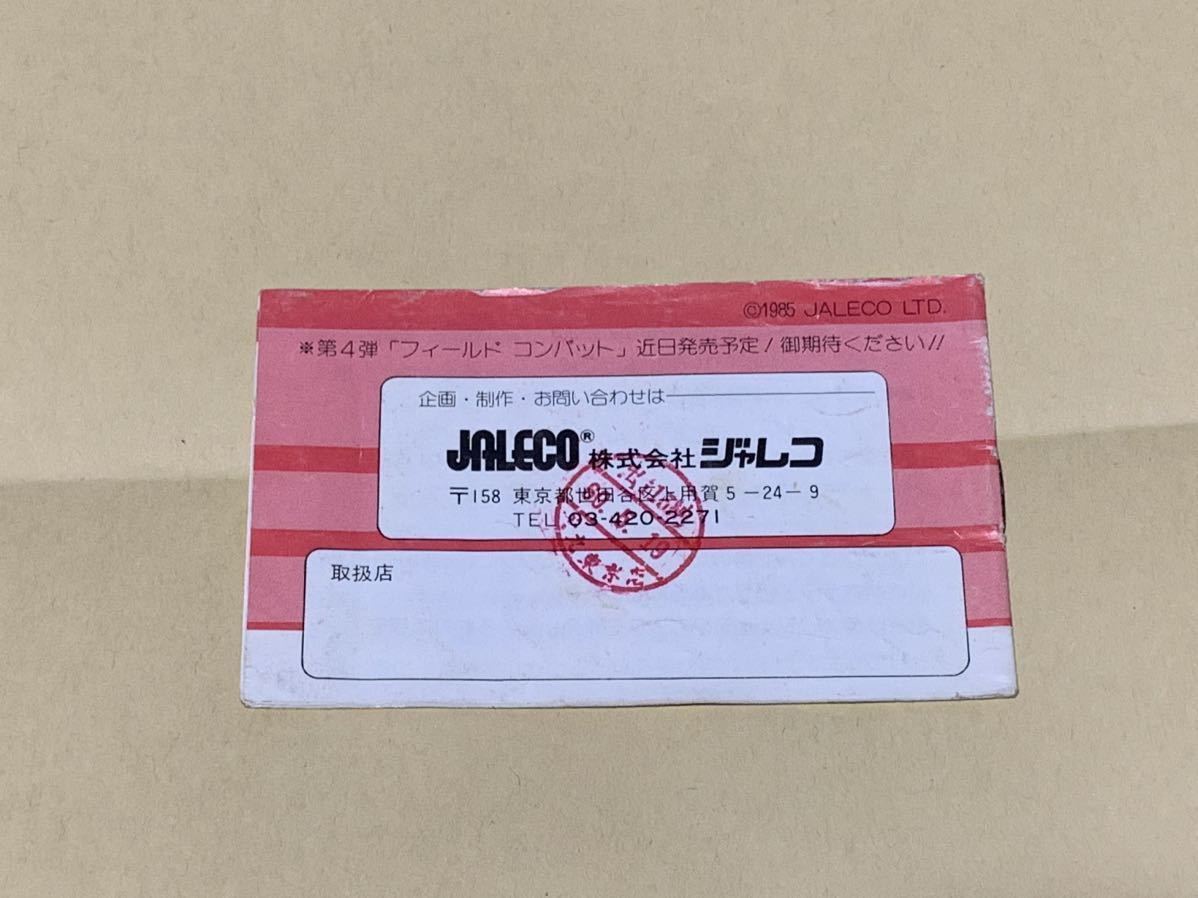 ©1985 JALECO LTD.
※第4弾「フィールド コンバット」近日発売予定!御期待ください!!
企画・制作・お問い合わせは
JALECO® 株式会社ジャレコ
〒158 東京都世田谷区上用賀5-24-9
TEL 03-420-2271
取扱店